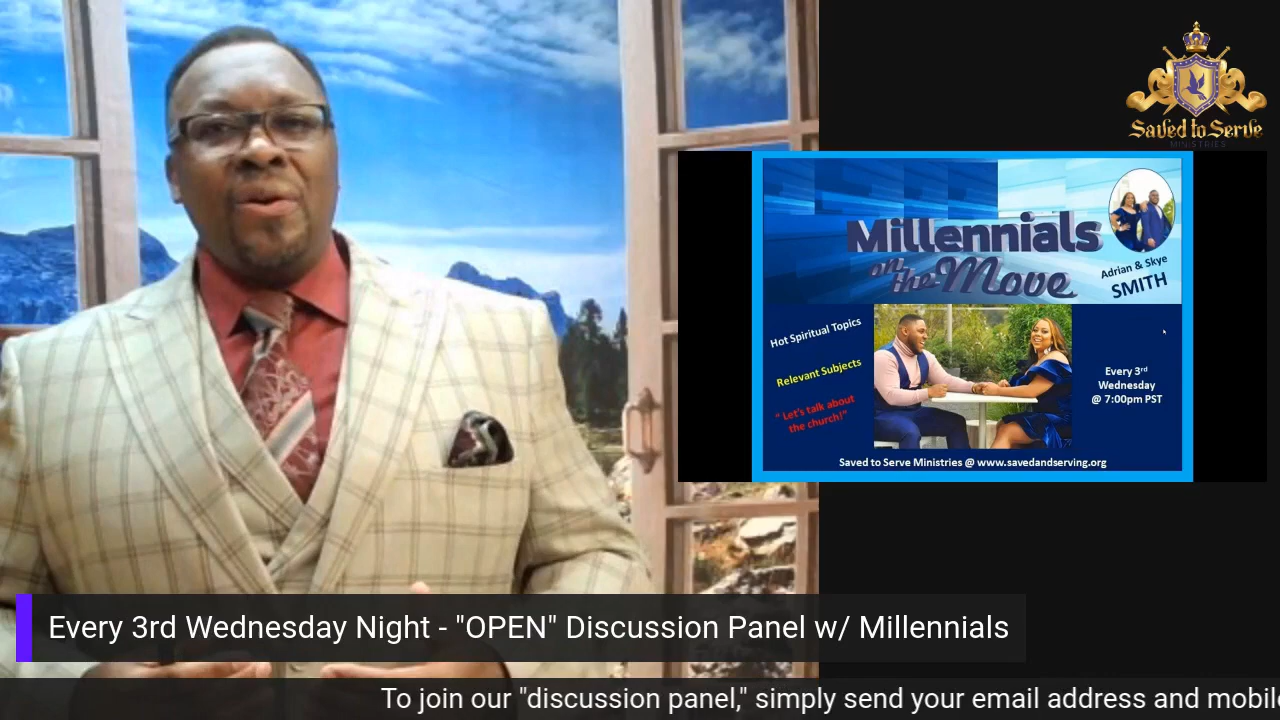 Saved to Serve
MINISTRIES
Millennials
on
the Move
Adrian & Skye
SMITH
Hot Spiritual Topics
Relevant Subjects
"Let's talk about
the church!"
Every 3rd
Wednesday
@ 7:00pm PST
Saved to Serve Ministries @ www.savedandserving.org
Every 3rd Wednesday Night - "OPEN" Discussion Panel w/ Millennials
To join our "discussion panel," simply send your email address and mobile